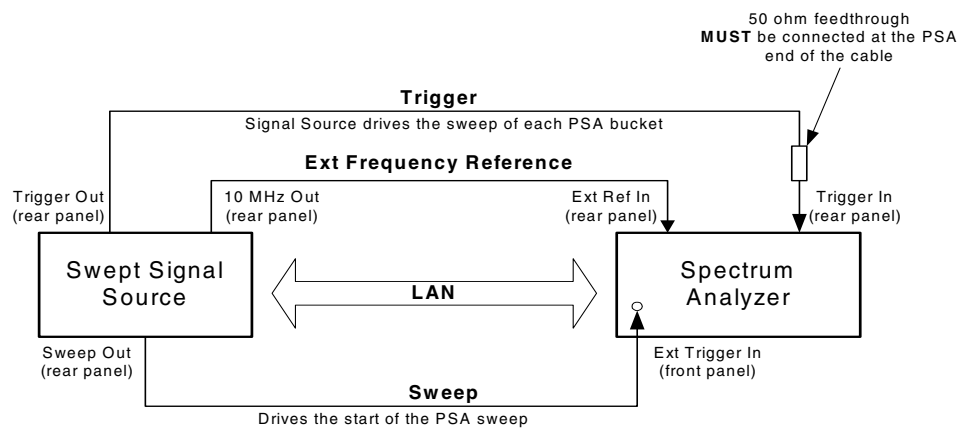 50 ohm feedthrough
MUST be connected at the PSA
end of the cable
Trigger
Signal Source drives the sweep of each PSA bucket
Ext Frequency Reference
Trigger Out
(rear panel)
10 MHz Out
(rear panel)
Ext Ref In
(rear panel)
Trigger In
(rear panel)
Swept Signal
Source
LAN
Spectrum
Analyzer
Sweep Out
(rear panel)
Ext Trigger In
(front panel)
Sweep
Drives the start of the PSA sweep